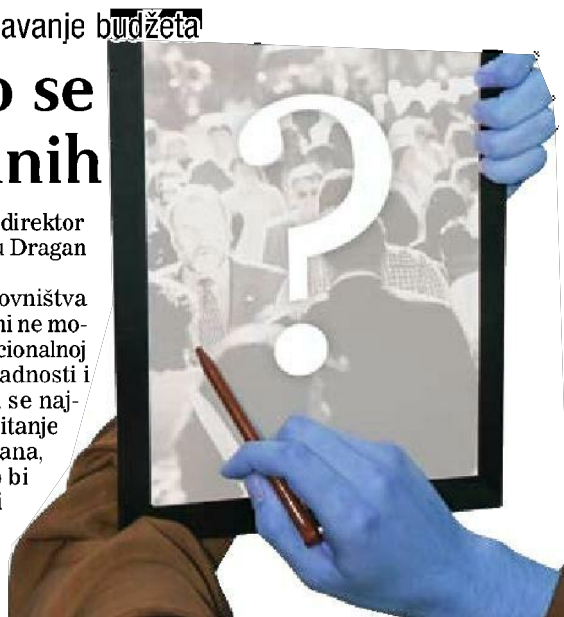 avanje budžeta
o se
nih
direktor
u Dragan
ovništva
ni ne mo-
cionalnoj
adnosti i
se naj-
itanje
ana,
o bi
i
?